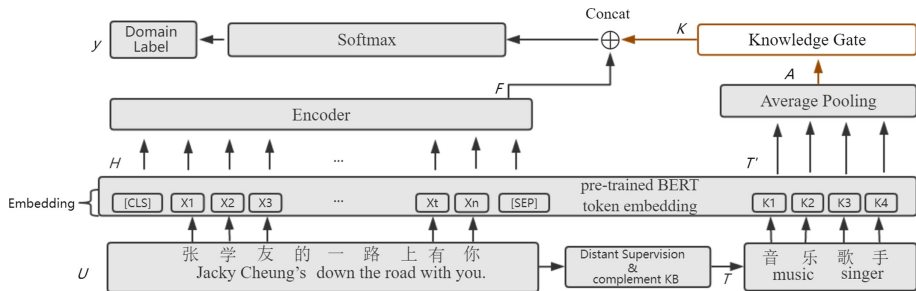 Concat
y
Domain
Label
Softmax
K
Knowledge Gate
F
A
Encoder
Average Pooling
H
...
T'
Embedding
[CLS]
X1
X2
X3
...
Xt
Xn
[SEP]
pre-trained BERT
token embedding
K1
K2
K3
K4
U
张 学 友 的 一 路 上 有 你
Jacky Cheung's down the road with you.
Distant Supervision
&
complement KB
T
音 乐 歌 手
music singer